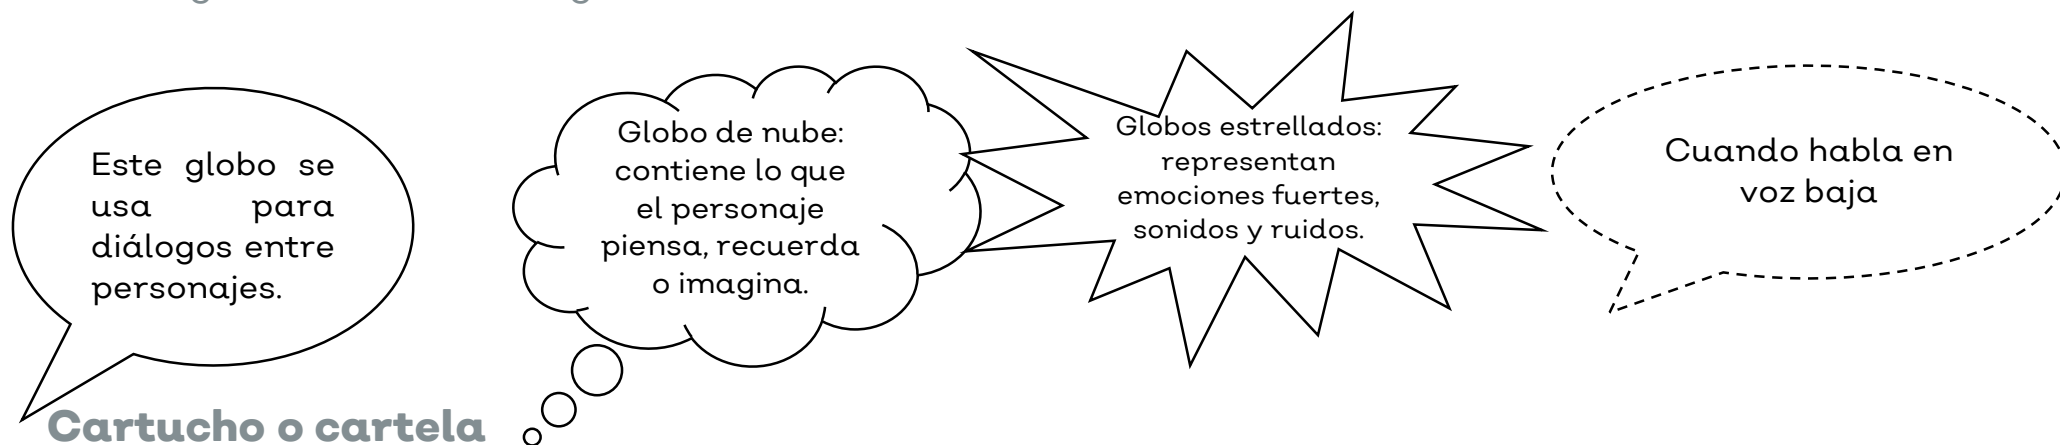 Este globo se
usa para
diálogos entre
personajes.
Globo de nube:
contiene lo que
el personaje
piensa, recuerda
o imagina.
Globos estrellados:
representan
emociones fuertes,
sonidos y ruidos.
Cuando habla en
voz baja
Cartucho o cartela